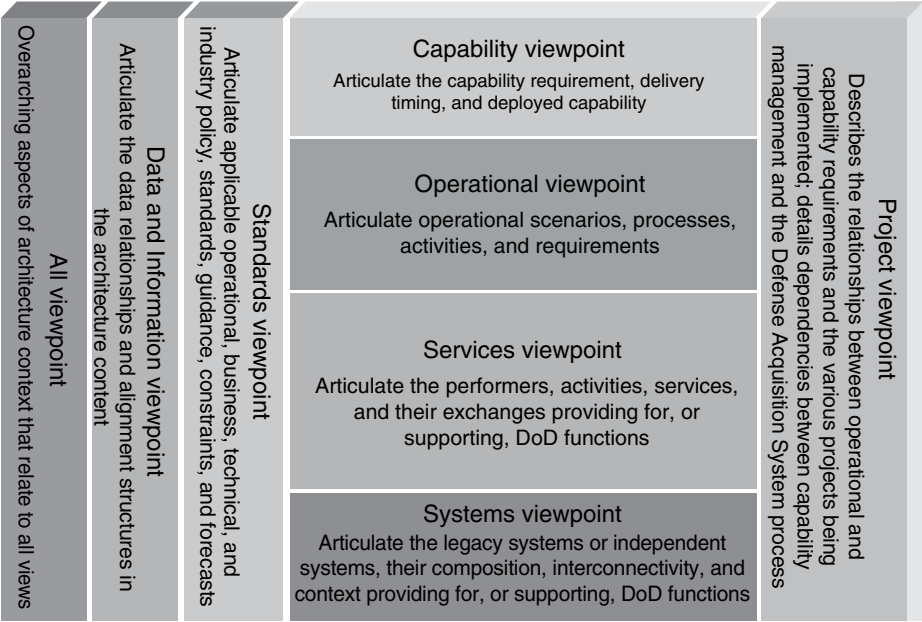 All viewpoint
Overarching aspects of architecture context that relate to all views
Data and Information viewpoint
Articulate the data relationships and alignment structures in
the architecture content
Standards viewpoint
Articulate applicable operational, business, technical, and
industry policy, standards, guidance, constraints, and forecasts
Capability viewpoint
Articulate the capability requirement, delivery
timing, and deployed capability
Operational viewpoint
Articulate operational scenarios, processes,
activities, and requirements
Services viewpoint
Articulate the performers, activities, services,
and their exchanges providing for, or
supporting, DoD functions
Systems viewpoint
Articulate the legacy systems or independent
systems, their composition, interconnectivity, and
context providing for, or supporting, DoD functions
Project viewpoint
Describes the relationships between operational and
capability requirements and the various projects being
implemented; details dependencies between capability
management and the Defense Acquisition System process